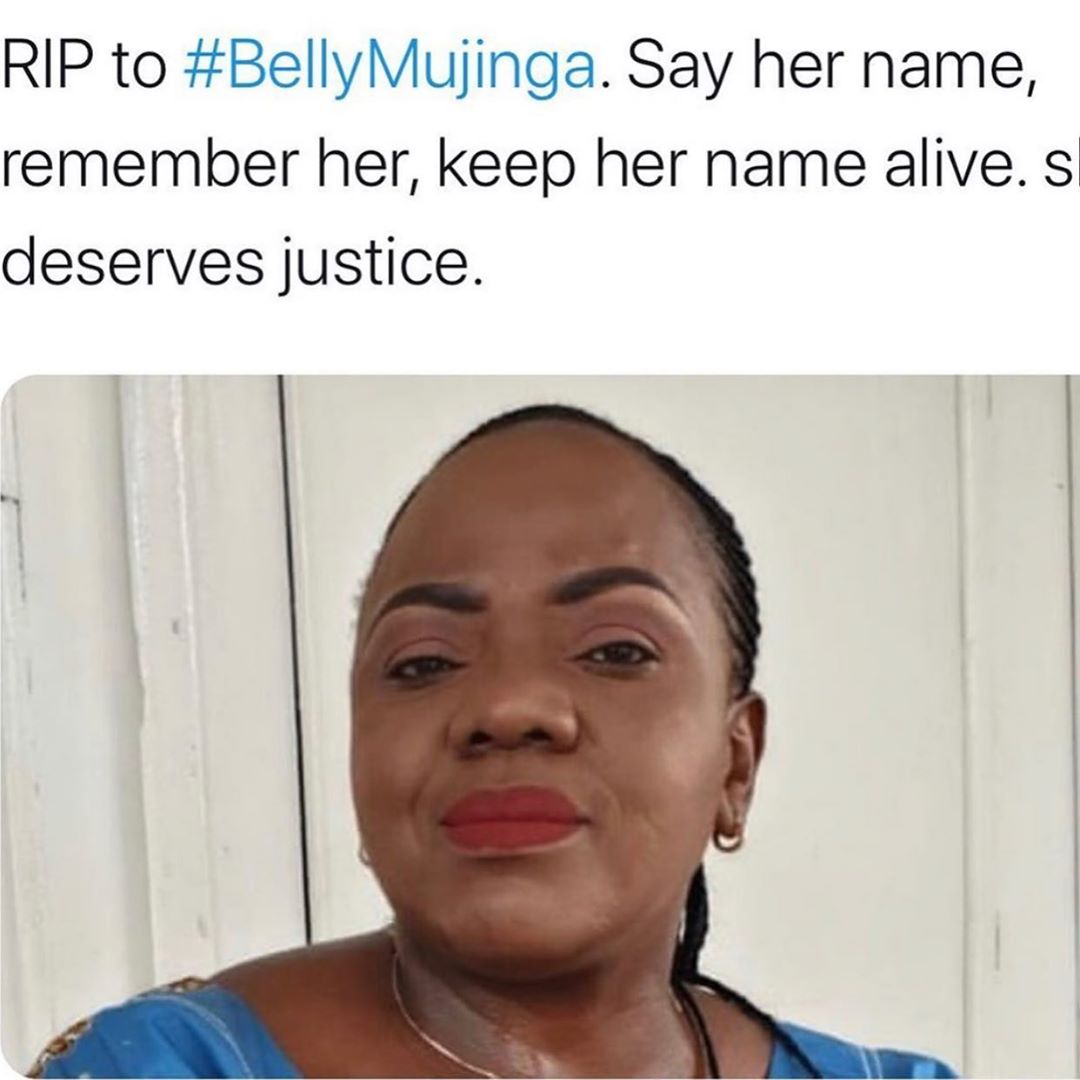 RIP to #BellyMujinga. Say her name,
remember her, keep her name alive.
deserves justice.